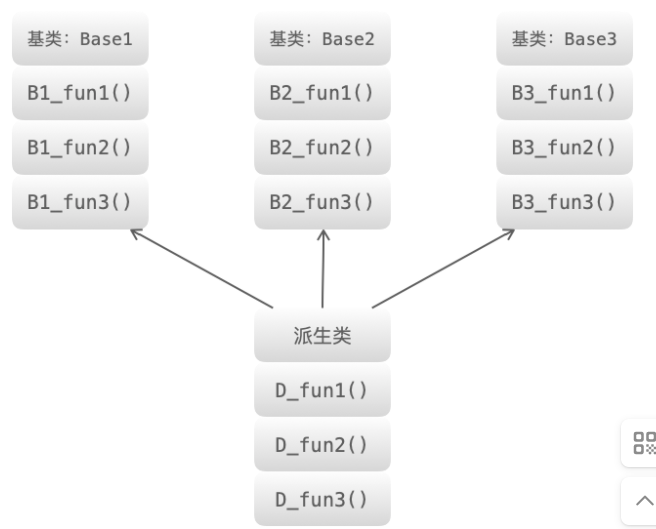 基类：Base1
B1_fun1()
B1_fun2()
B1_fun3()
基类：Base2
B2_fun1()
B2_fun2()
B2_fun3()
基类：Base3
B3_fun1()
B3_fun2()
B3_fun3()
派生类
D_fun1()
D_fun2()
D_fun3()